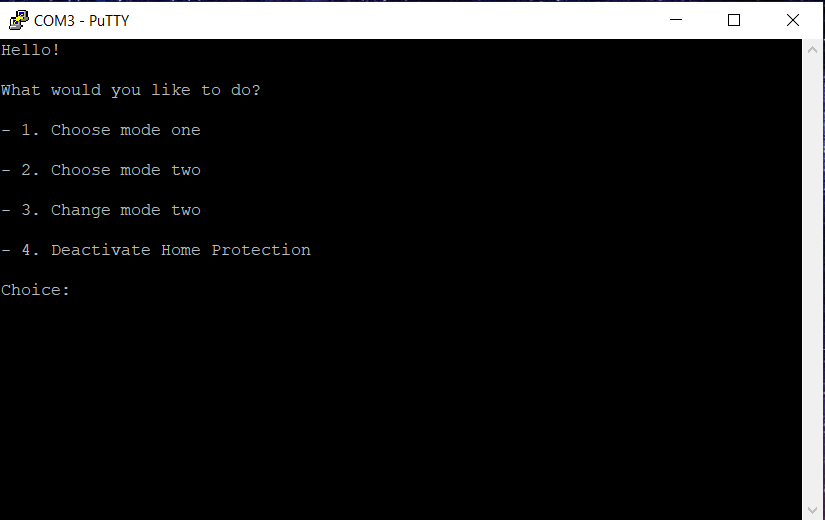 COM3 - PuTTY
Hello!
What would you like to do?
- 1. Choose mode one
- 2. Choose mode two
- 3. Change mode two
- 4. Deactivate Home Protection
Choice: